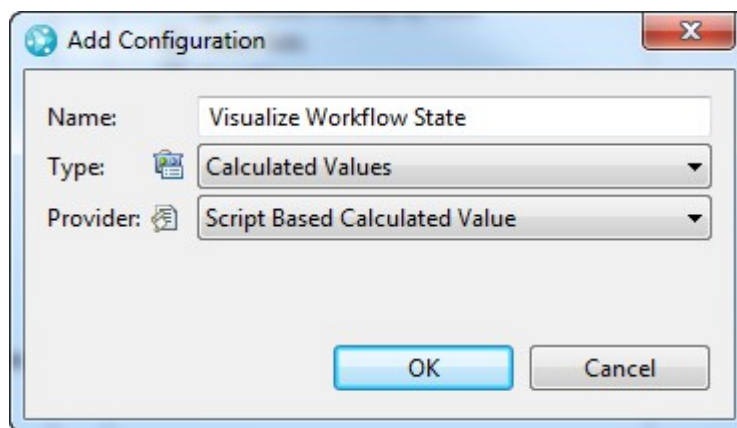 Add Configuration
Name: Visualize Workflow State
Type: Calculated Values
Provider: Script Based Calculated Value
OK Cancel